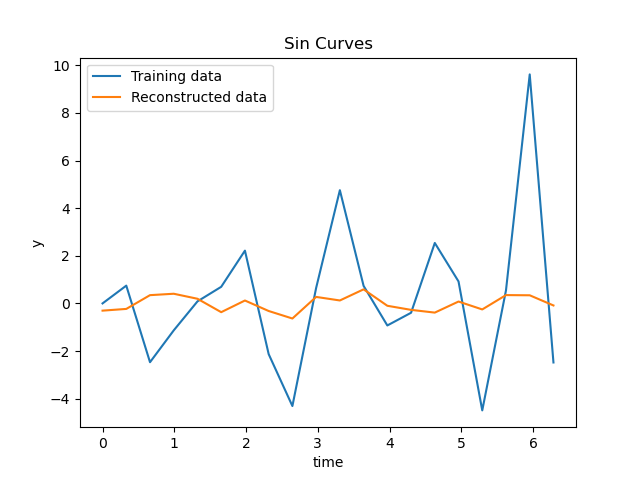 Sin Curves
Training data
Reconstructed data
10
8
6
4
2
0
−2
−4
y
0 1 2 3 4 5 6
time